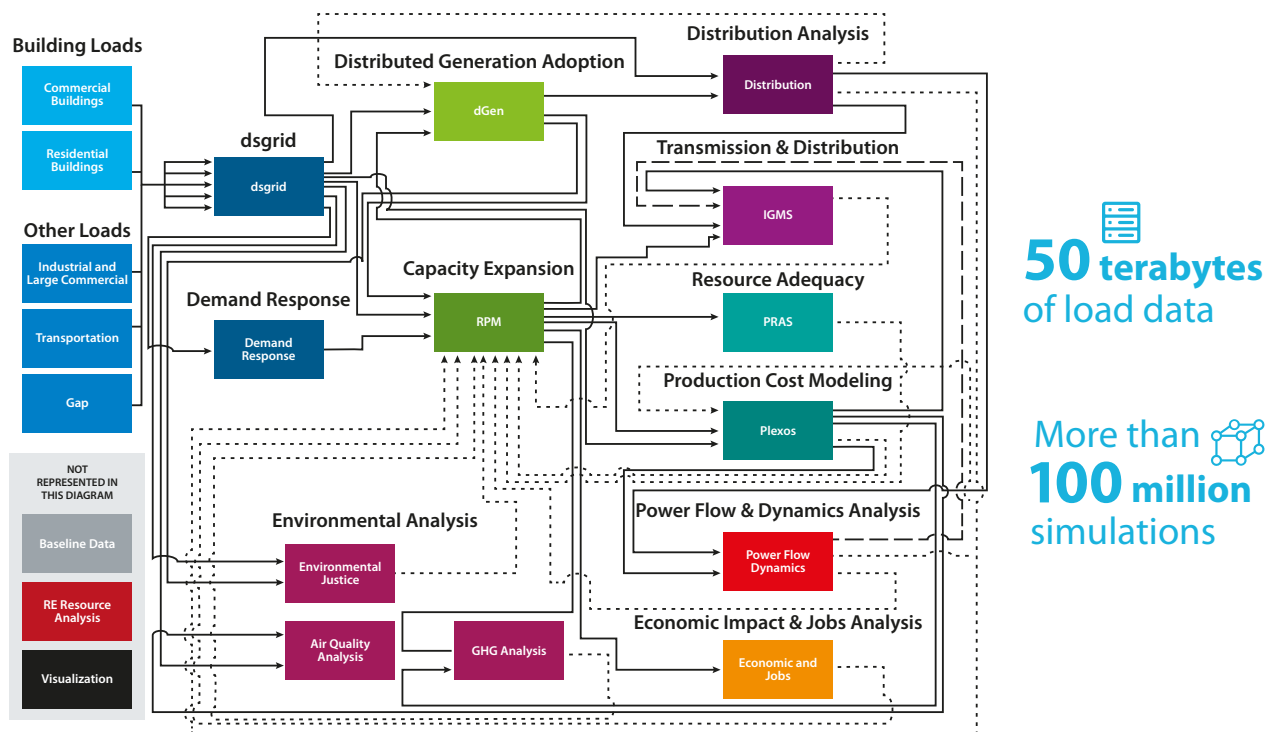 Building Loads
Commercial
Buildings
Residential
Buildings
Other Loads
Industrial and
Large Commercial
Transportation
Gap
NOT
REPRESENTED IN
THIS DIAGRAM
Baseline Data
RE Resource
Analysis
Visualization
dsgrid
dsgrid
Demand Response
Demand
Response
Distributed Generation Adoption
dGen
Capacity Expansion
RPM
Environmental Analysis
Environmental
Justice
Air Quality
Analysis
GHG Analysis
Distribution Analysis
Distribution
Transmission & Distribution
IGMS
Resource Adequacy
PRAS
Production Cost Modeling
Plexos
Power Flow & Dynamics Analysis
Power Flow
Dynamics
Economic Impact & Jobs Analysis
Economic and
Jobs
50 terabytes
of load data
More than
100 million
simulations